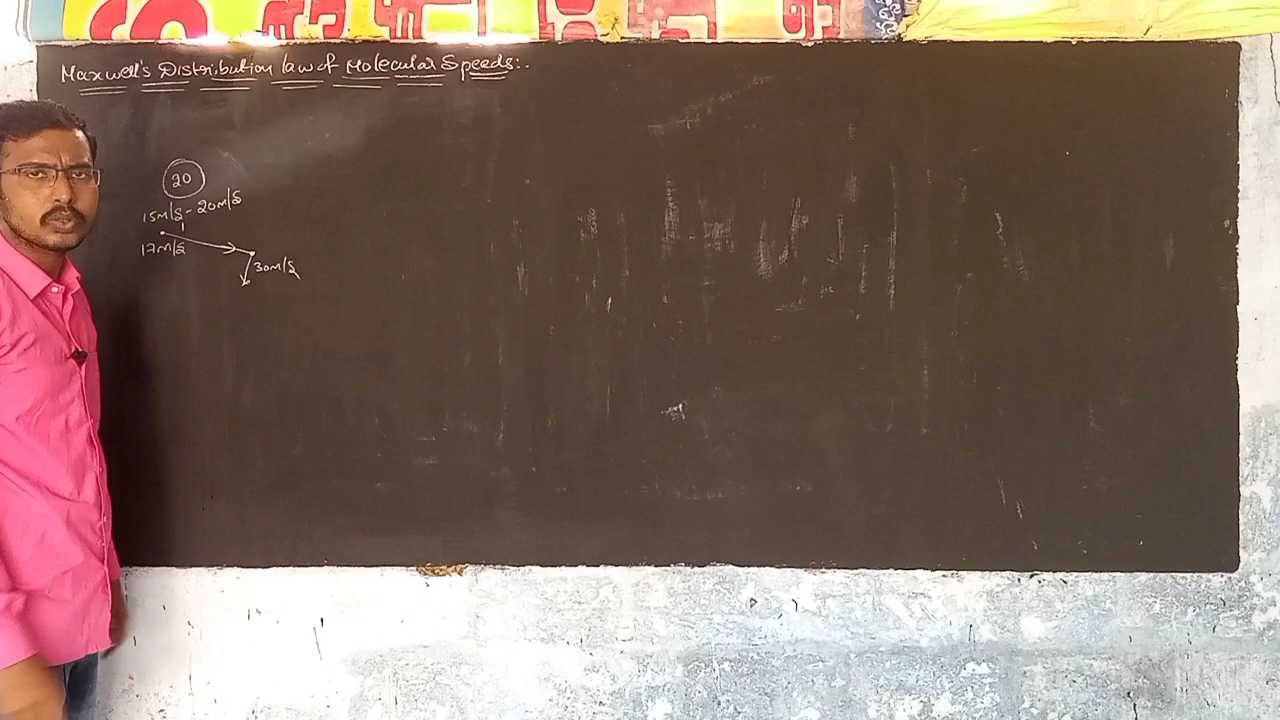 Maxwell's Distribution law of Molecular Speeds:.
20
15m/s - 20m/s
17m/s
30m/s